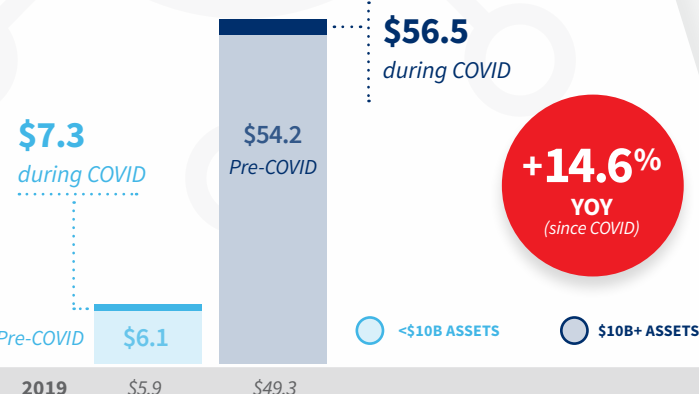 $56.5
during COVID
$7.3
during COVID
$54.2
Pre-COVID
+14.6%
YOY
(since COVID)
Pre-COVID
$6.1
<$10B ASSETS
$10B+ ASSETS
2019 $5.9 $49.3